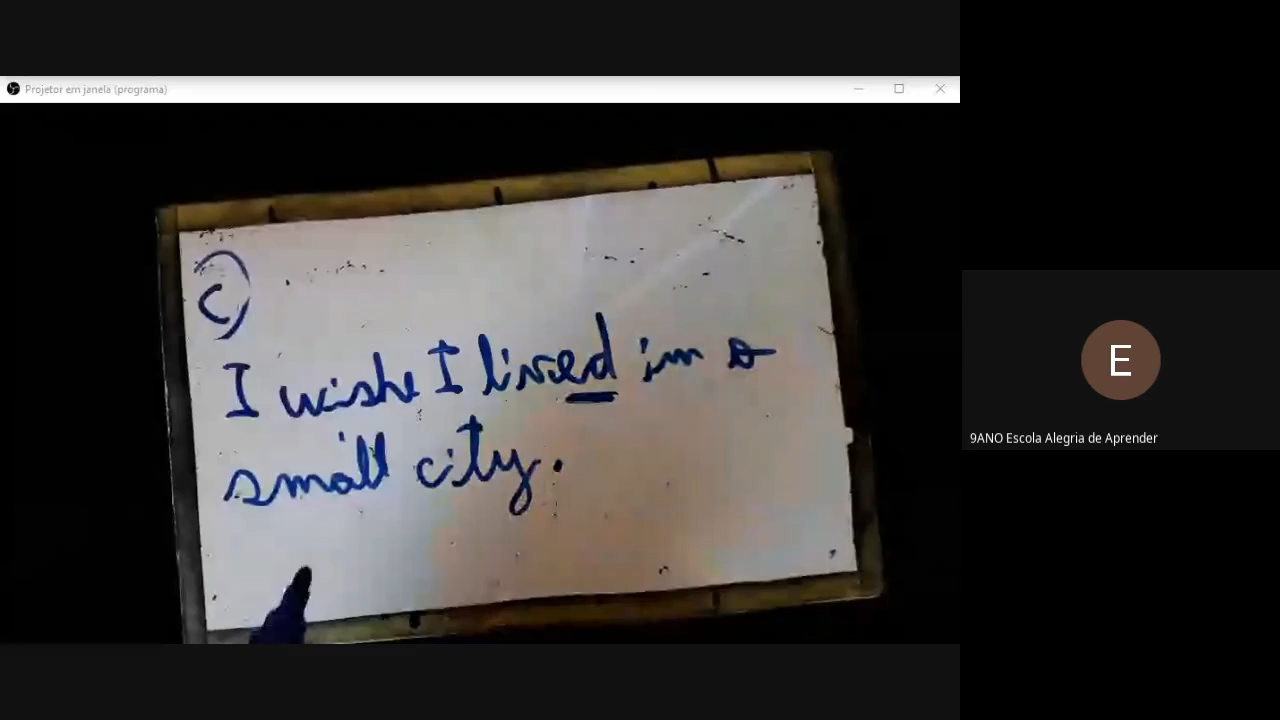 Projetor em janela (programa)
c)
I wish I lived in a
small city.
E
9ANO Escola Alegria de Aprender